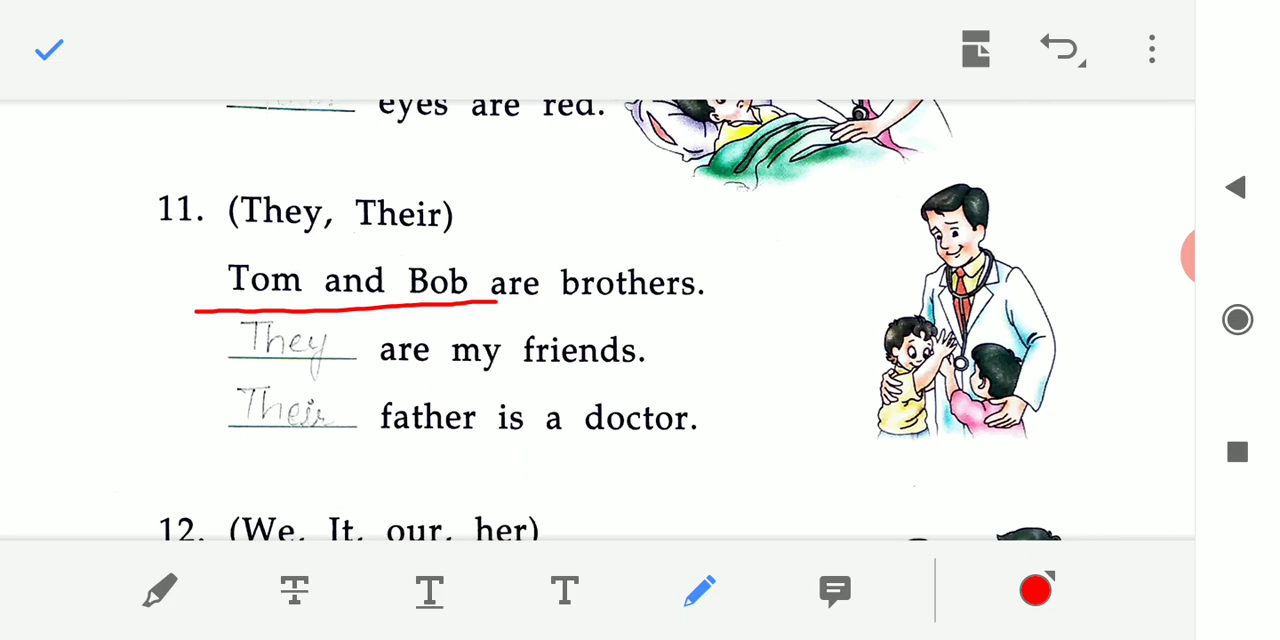 eyes are red.
11. (They, Their)
Tom and Bob are brothers.
They are my friends.
Their father is a doctor.
12. (We, It, our, her)